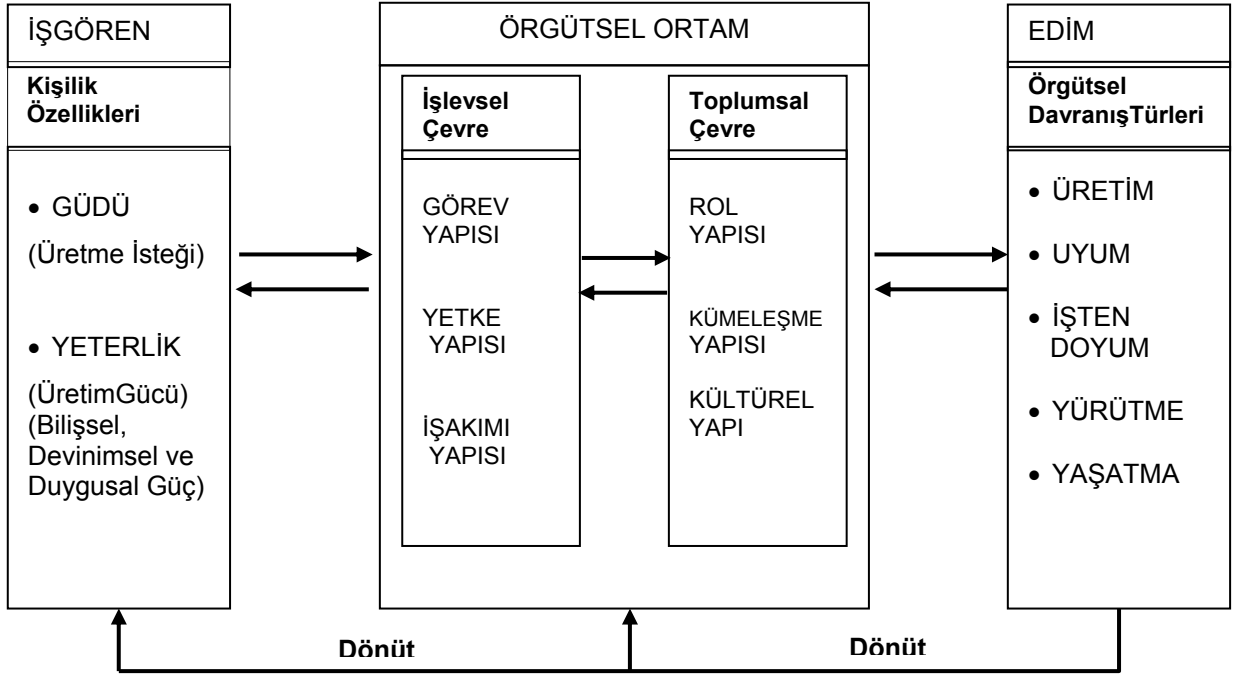 İŞGÖREN
Kişilik
Özellikleri
• GÜDÜ
(Üretme İsteği)
• YETERLİK
(ÜretimGücü)
(Bilişsel,
Devinimsel ve
Duygusal Güç)
ÖRGÜTSEL ORTAM
İşlevsel
Çevre
GÖREV
YAPISI
YETKE
YAPISI
İŞAKIMI
YAPISI
Toplumsal
Çevre
ROL
YAPISI
KÜMELEŞME
YAPISI
KÜLTÜREL
YAPI
EDİM
Örgütsel
DavranışTürleri
• ÜRETİM
• UYUM
• İŞTEN
DOYUM
• YÜRÜTME
• YAŞATMA
Dönüt
Dönüt